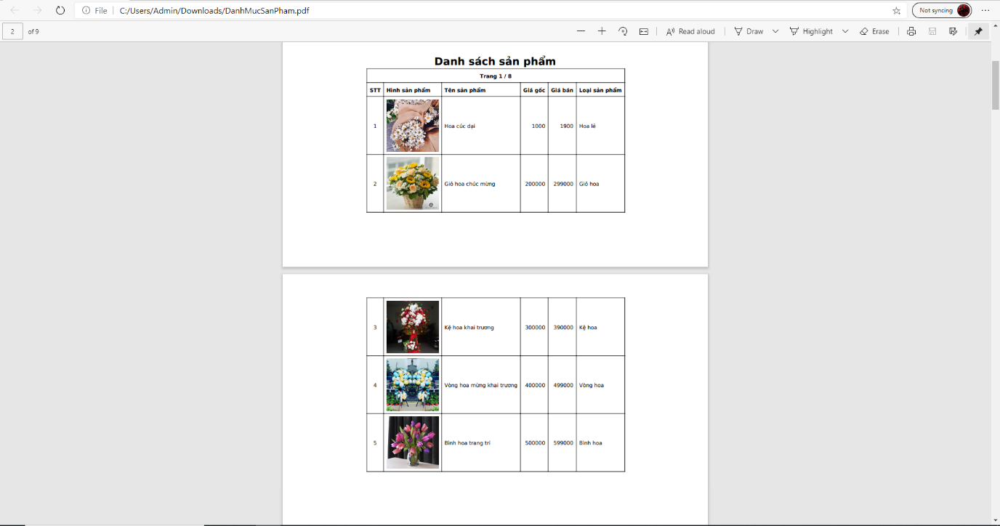 File C:/Users/Admin/Downloads/DanhMucSanPham.pdf Not syncing
2 of 9 Read aloud Draw Highlight Erase
Danh sách sản phẩm
Trang 1 / 8
STT Hình sản phẩm Tên sản phẩm Giá gốc Giá bán Loại sản phẩm
1 Hoa cúc dại 1000 1900 Hoa lẻ
2 Giỏ hoa chúc mừng 200000 299000 Giỏ hoa
3 Kệ hoa khai trương 300000 390000 Kệ hoa
4 Vòng hoa mừng khai trương 400000 499000 Vòng hoa
5 Bình hoa trang trí 500000 599000 Bình hoa